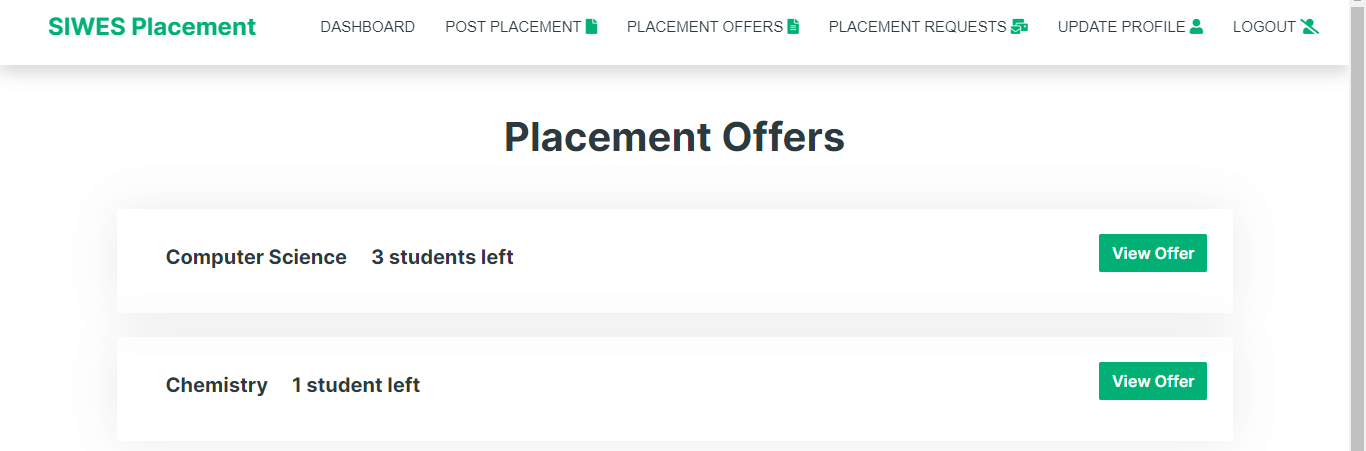 SIWES Placement DASHBOARD POST PLACEMENT PLACEMENT OFFERS PLACEMENT REQUESTS UPDATE PROFILE LOGOUT
Placement Offers
Computer Science 3 students left View Offer
Chemistry 1 student left View Offer